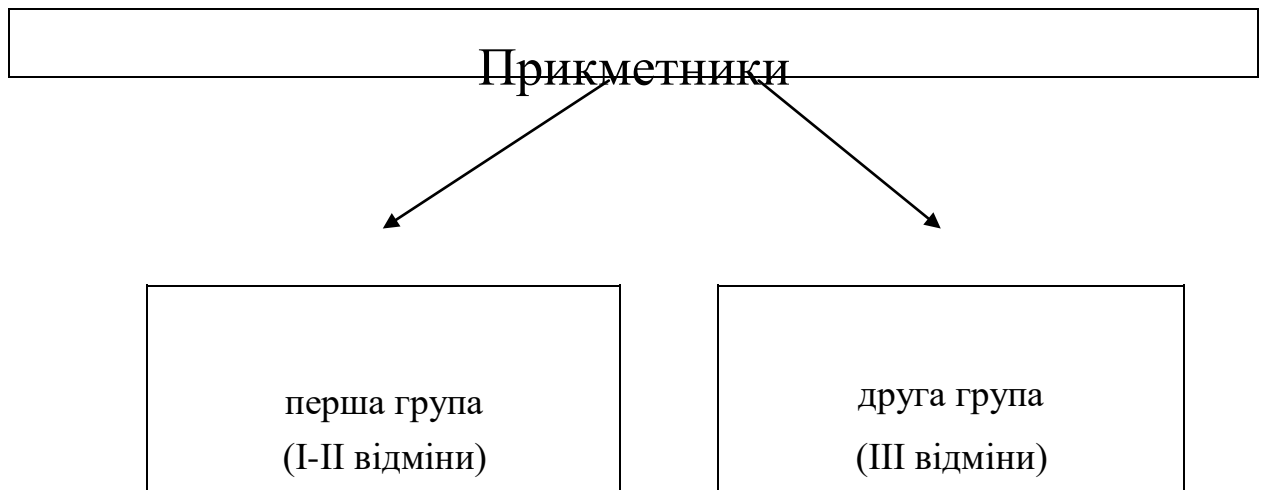 Прикметники
перша група
(I-II відміни)
друга група
(III відміни)